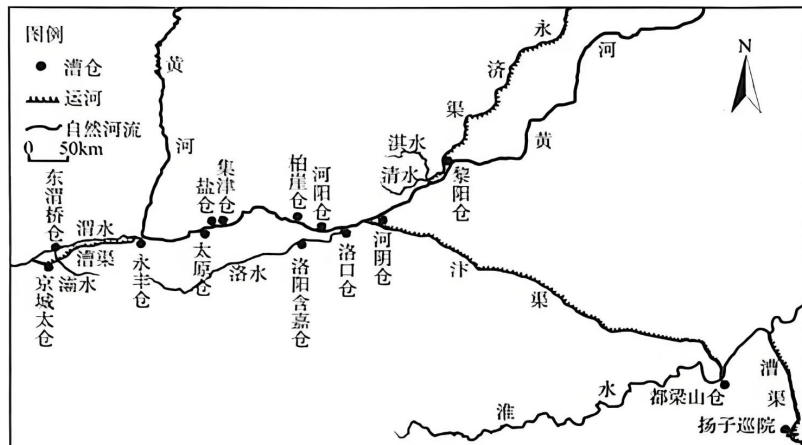 图例
漕仓
运河
自然河流
0 50km
N
黄河
永济渠
黄河
淇水
清水
黎阳仓
东渭桥仓
渭水
漕渠
灞水
京城太仓
永丰仓
盐仓
集津仓
太原仓
柏崖仓
河阳仓
洛水
洛阳含嘉仓
洛口仓
河阴仓
汴渠
淮水
都梁山仓
漕渠
扬子巡院